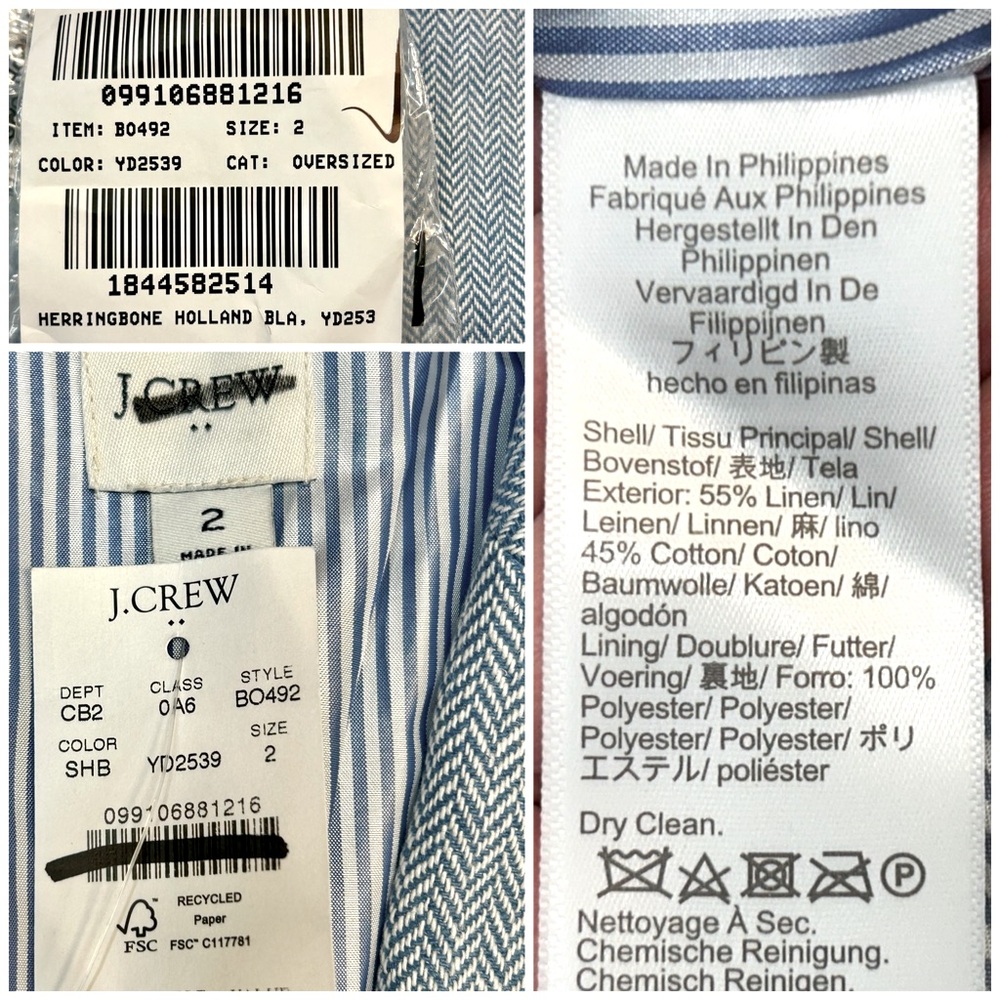 099106881216
ITEM: BO492 SIZE: 2
COLOR: YD2539 CAT: OVERSIZED
1844582514
HERRINGBONE HOLLAND BLA, YD253
J.CREW
2
MADE IN
J.CREW
DEPT CLASS STYLE
CB2 0A6 BO492
COLOR SIZE
SHB YD2539 2
099106881216
RECYCLED
Paper
FSC FSC™ C117781
Made In Philippines
Fabriqué Aux Philippines
Hergestellt In Den
Philippinen
Vervaardigd In De
Filippijnen
フィリピン製
hecho en filipinas
Shell/ Tissu Principal/ Shell/
Bovenstof/ 表地/ Tela
Exterior: 55% Linen/ Lin/
Leinen/ Linnen/ 麻/ lino
45% Cotton/ Coton/
Baumwolle/ Katoen/ 綿/
algodón
Lining/ Doublure/ Futter/
Voering/ 裏地/ Forro: 100%
Polyester/ Polyester/
Polyester/ Polyester/ ポリ
エステル/ poliéster
Dry Clean.
P
Nettoyage À Sec.
Chemische Reinigung.
Chemisch Reinigen.